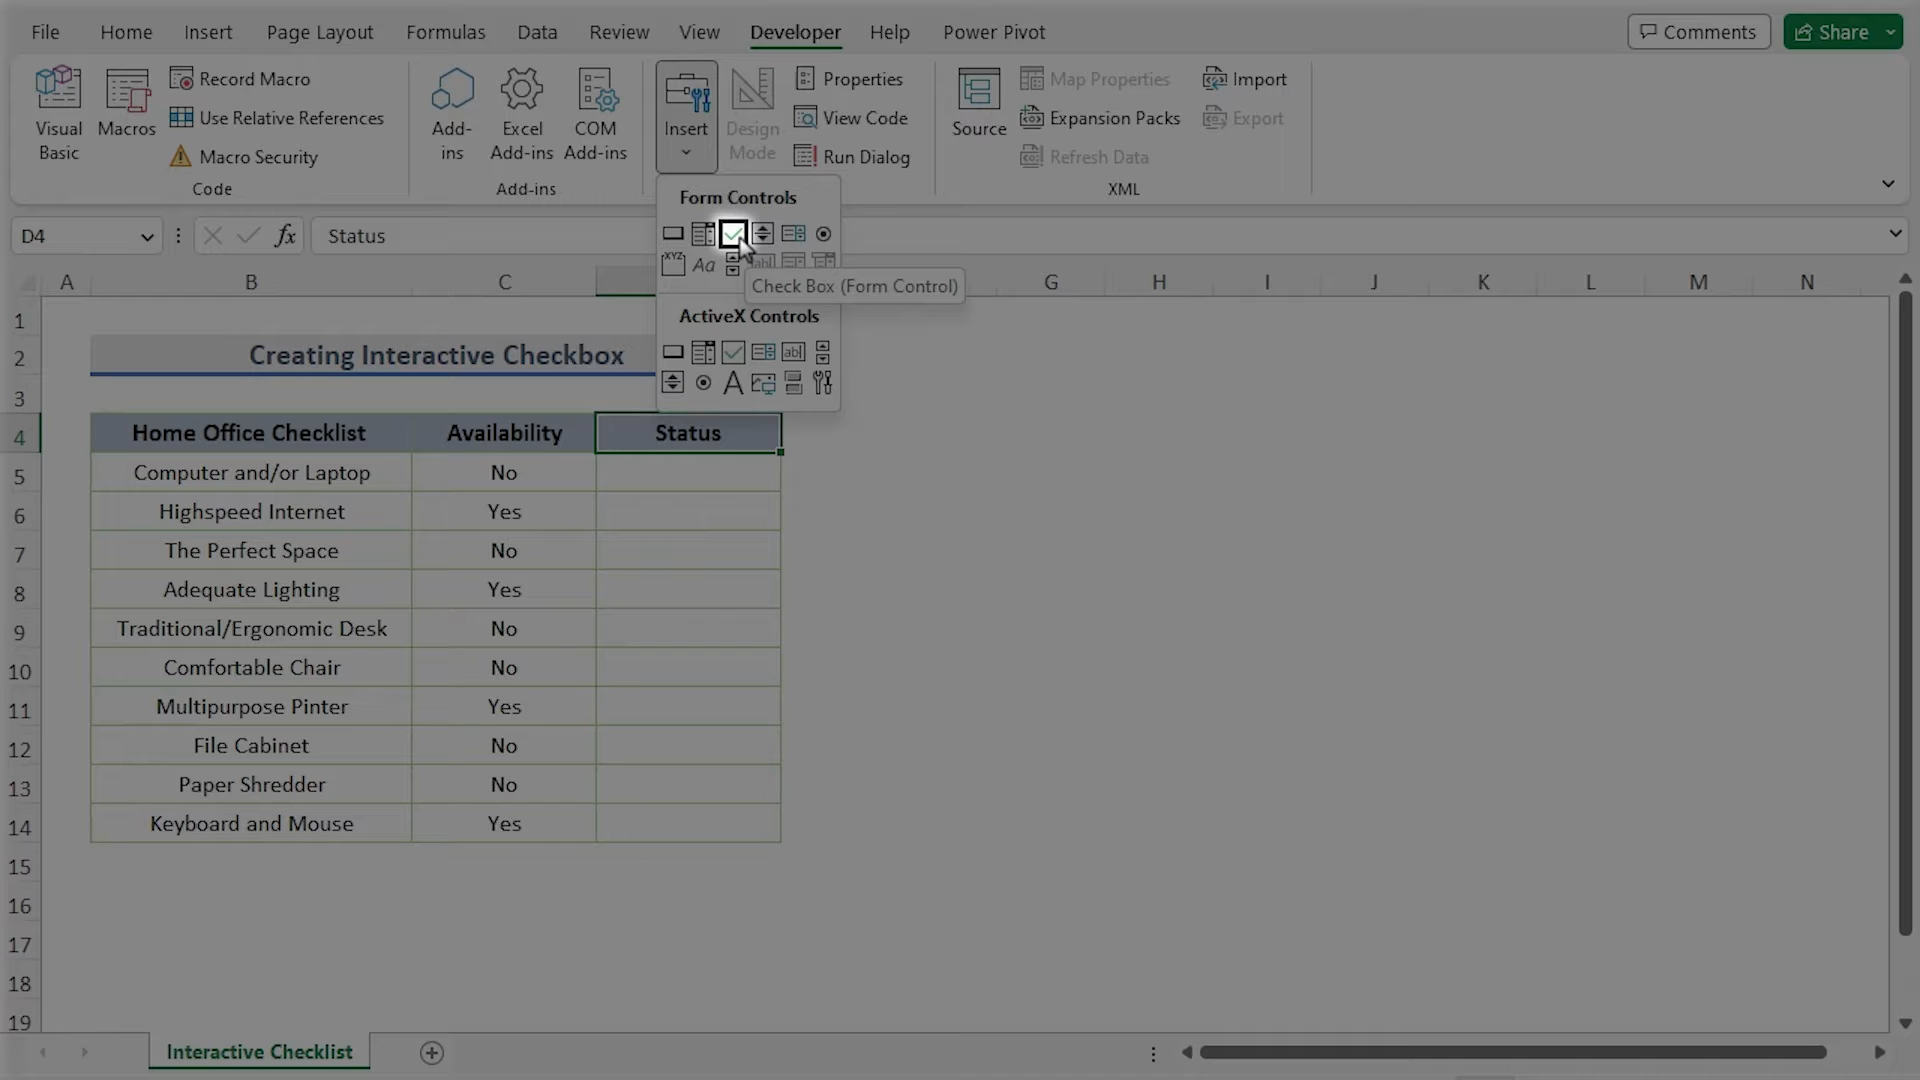 File Home Insert Page Layout Formulas Data Review View Developer Help Power Pivot Comments Share
Visual Basic
Macros
Record Macro
Use Relative References
Macro Security
Code
Add-ins
Excel Add-ins
COM Add-ins
Add-ins
Insert
Design Mode
Properties
View Code
Run Dialog
Source
Map Properties
Expansion Packs
Refresh Data
Import
Export
XML
Form Controls
XYZ Aa ab|
Check Box (Form Control)
ActiveX Controls
ab| A
D4 fx Status
A B C G H I J K L M N
1
2 Creating Interactive Checkbox
3
4 Home Office Checklist Availability Status
5 Computer and/or Laptop No
6 Highspeed Internet Yes
7 The Perfect Space No
8 Adequate Lighting Yes
9 Traditional/Ergonomic Desk No
10 Comfortable Chair No
11 Multipurpose Pinter Yes
12 File Cabinet No
13 Paper Shredder No
14 Keyboard and Mouse Yes
15
16
17
18
19
Interactive Checklist